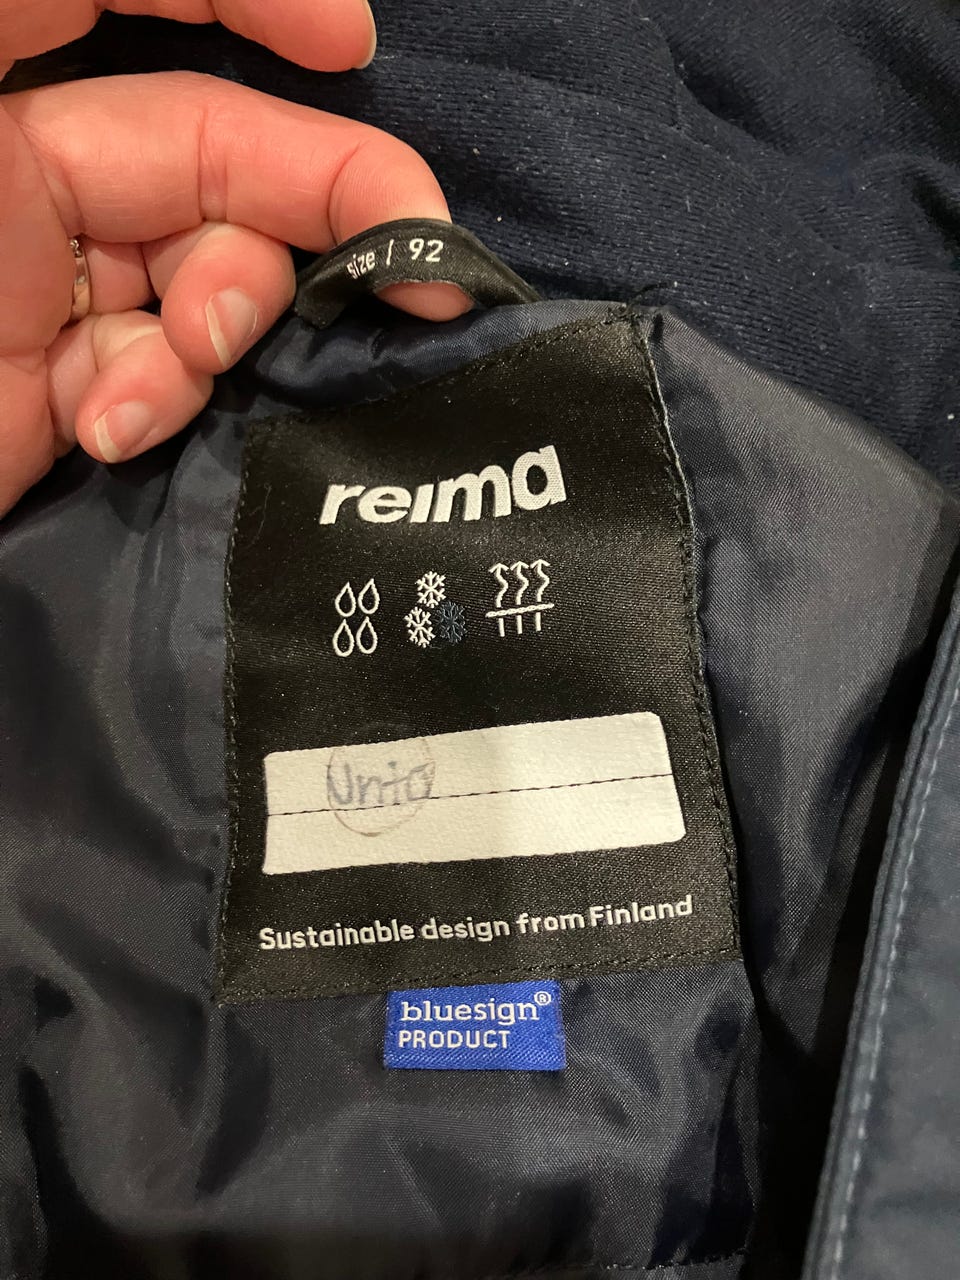 size / 92
reima
Sustainable design from Finland
bluesign®
PRODUCT